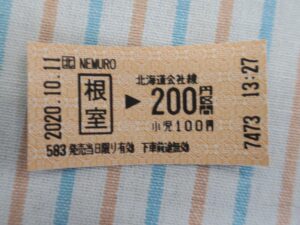 2020.10.11
北 NEMURO
根室
▶
北海道会社線
200円区間
小児100円
583 発売当日限り有効 下車前途無効
7473 13:27